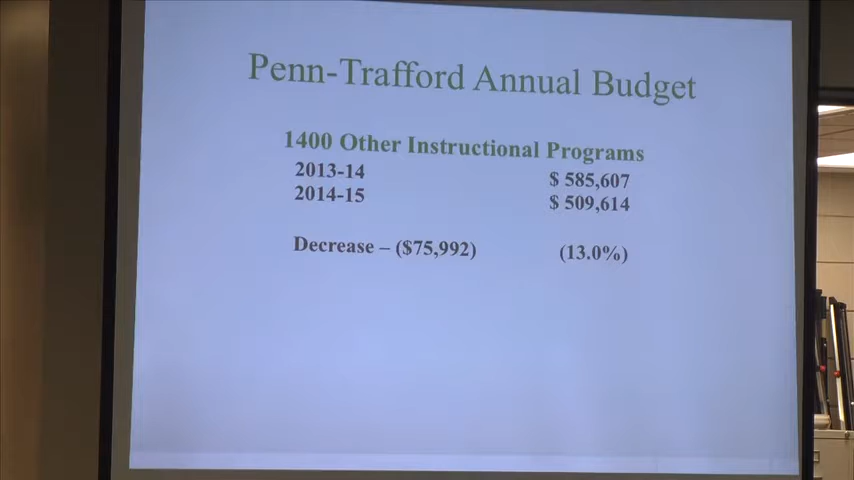 Penn-Trafford Annual Budget
1400 Other Instructional Programs
2013-14 $ 585,607
2014-15 $ 509,614
Decrease – ($75,992) (13.0%)